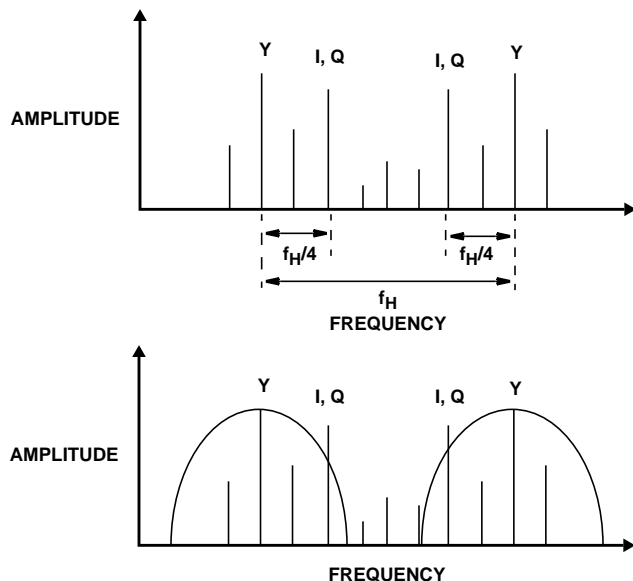 Y
I, Q
I, Q
Y
AMPLITUDE
f_H/4
f_H/4
f_H
FREQUENCY
Y
I, Q
I, Q
Y
AMPLITUDE
FREQUENCY